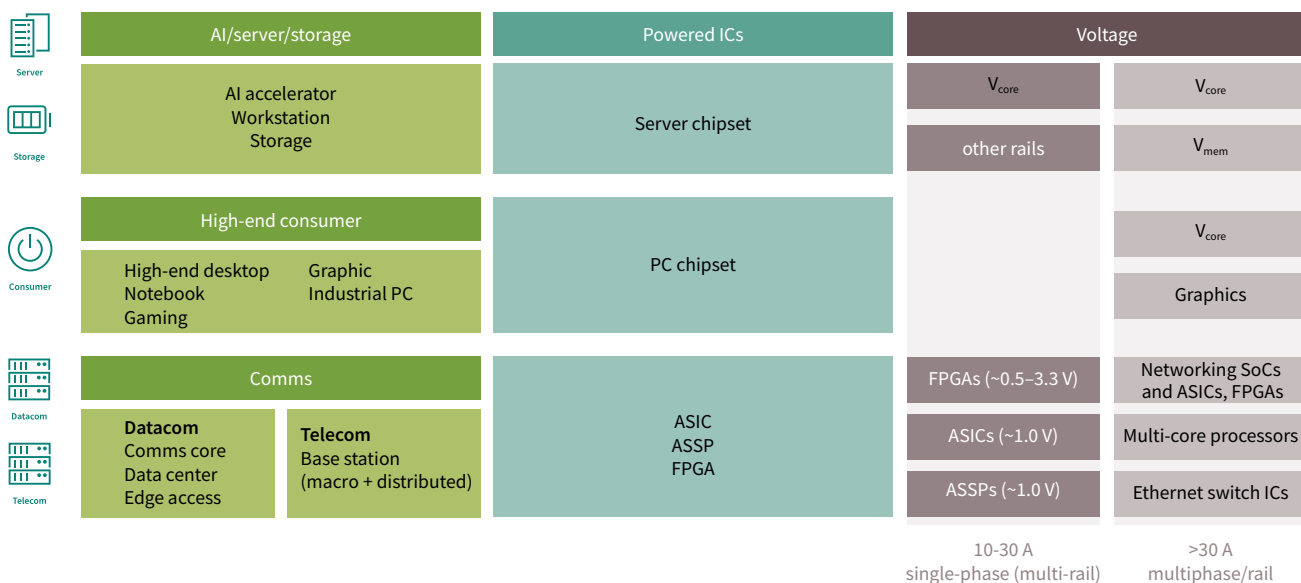 AI/server/storage
Powered ICs
Voltage
Server
Storage
AI accelerator
Workstation
Storage
Server chipset
Vcore
Vcore
other rails
Vmem
High-end consumer
Consumer
High-end desktop
Notebook
Gaming
Graphic
Industrial PC
PC chipset
Vcore
Graphics
Comms
Datacom
Telecom
Datacom
Comms core
Data center
Edge access
Telecom
Base station
(macro + distributed)
ASIC
ASSP
FPGA
FPGAs (~0.5–3.3 V)
Networking SoCs
and ASICs, FPGAs
ASICs (~1.0 V)
Multi-core processors
ASSPs (~1.0 V)
Ethernet switch ICs
10-30 A
single-phase (multi-rail)
>30 A
multiphase/rail